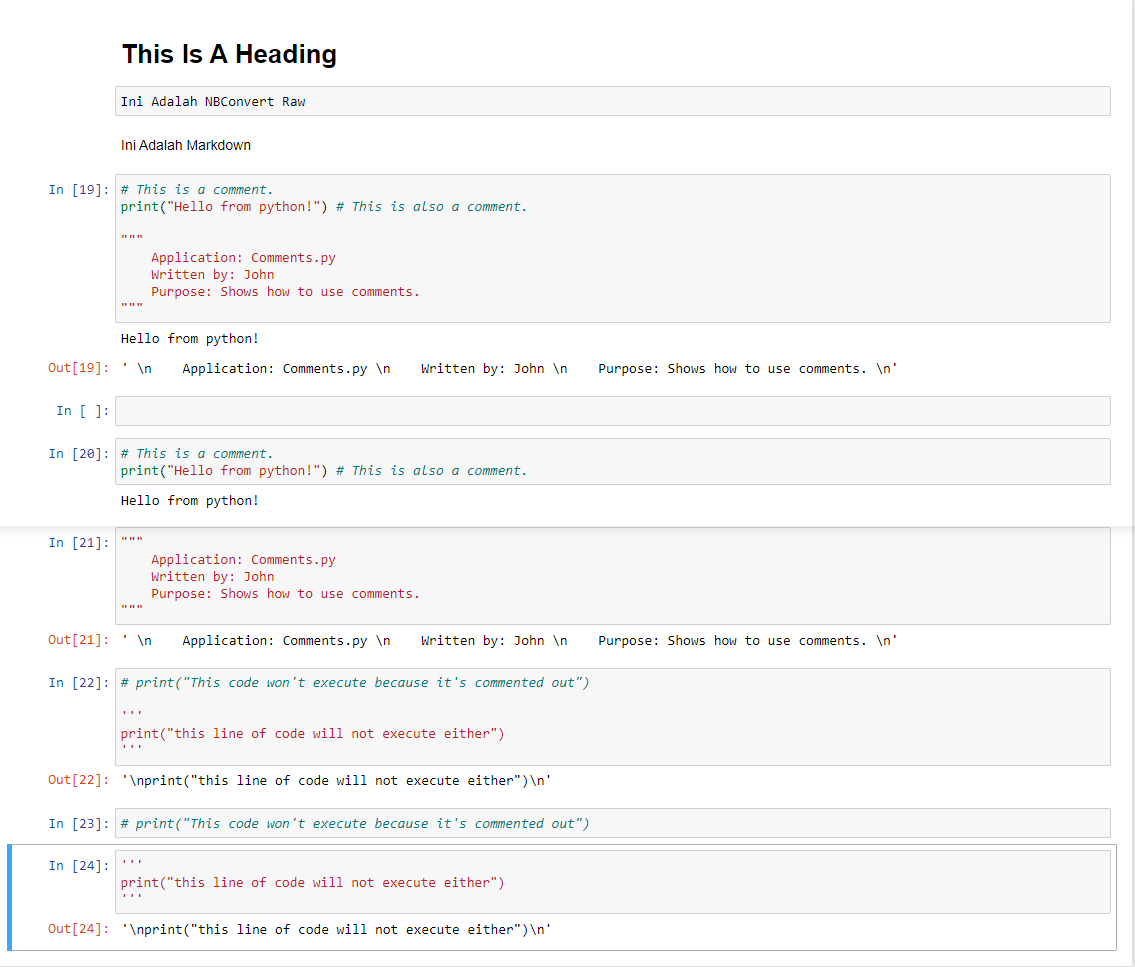 This Is A Heading
Ini Adalah NBConvert Raw
Ini Adalah Markdown
In [19]: # This is a comment.
print("Hello from python!") # This is also a comment.
"""
    Application: Comments.py
    Written by: John
    Purpose: Shows how to use comments.
"""
Hello from python!
Out[19]: ' \n    Application: Comments.py \n    Written by: John \n    Purpose: Shows how to use comments. \n'
In [ ]:
In [20]: # This is a comment.
print("Hello from python!") # This is also a comment.
Hello from python!
In [21]: """
    Application: Comments.py
    Written by: John
    Purpose: Shows how to use comments.
"""
Out[21]: ' \n    Application: Comments.py \n    Written by: John \n    Purpose: Shows how to use comments. \n'
In [22]: # print("This code won't execute because it's commented out")
'''
print("this line of code will not execute either")
'''
Out[22]: '\nprint("this line of code will not execute either")\n'
In [23]: # print("This code won't execute because it's commented out")
In [24]: '''
print("this line of code will not execute either")
'''
Out[24]: '\nprint("this line of code will not execute either")\n'